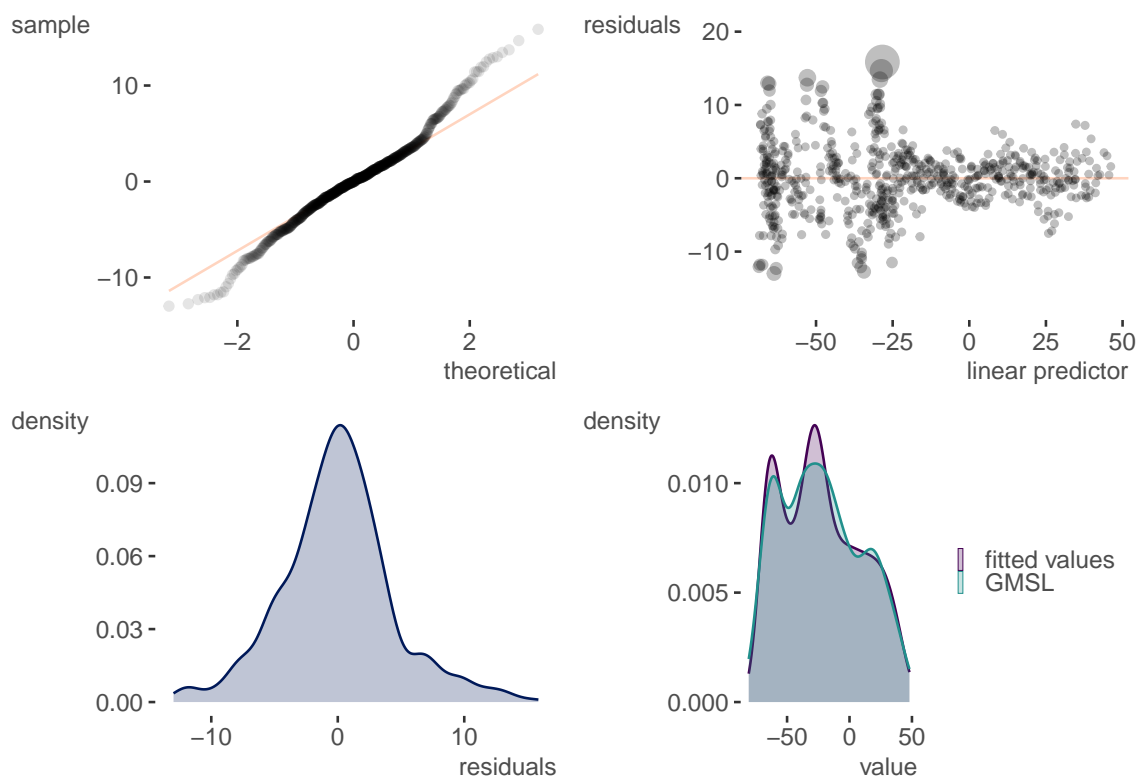 sample
10
0
−10
−2 0 2
theoretical
residuals
20
10
0
−10
−50 −25 0 25 50
linear predictor
density
0.09
0.06
0.03
0.00
−10 0 10
residuals
density
0.010
0.005
0.000
−50 0 50
value
fitted values
GMSL